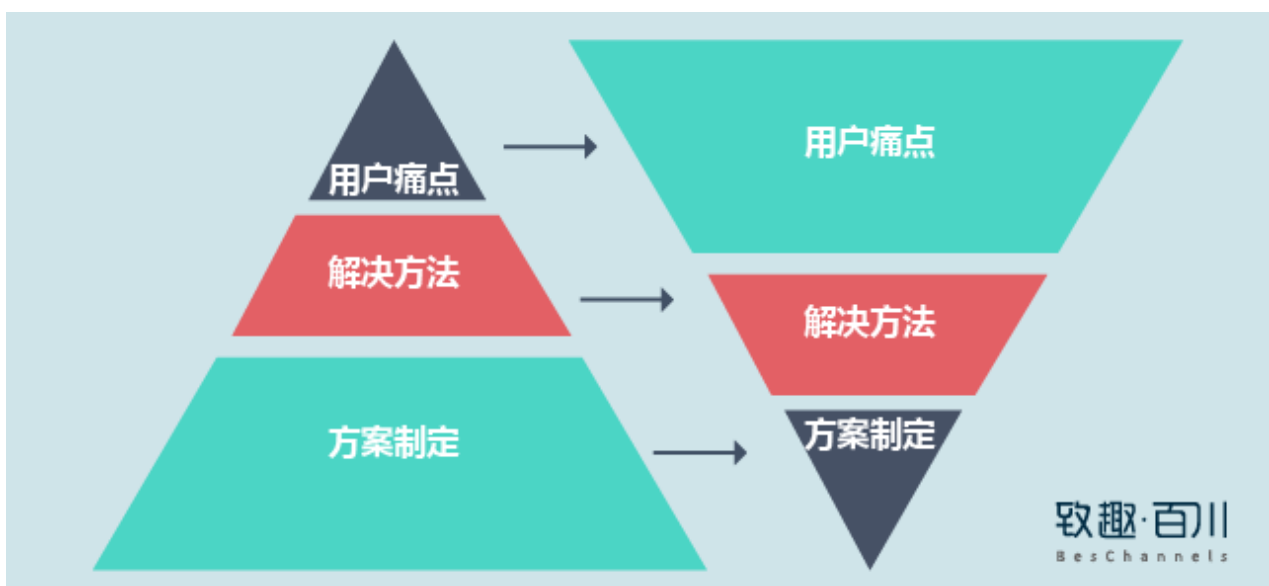 用户痛点
解决方法
方案制定
用户痛点
解决方法
方案制定
致趣·百川
BesChannels